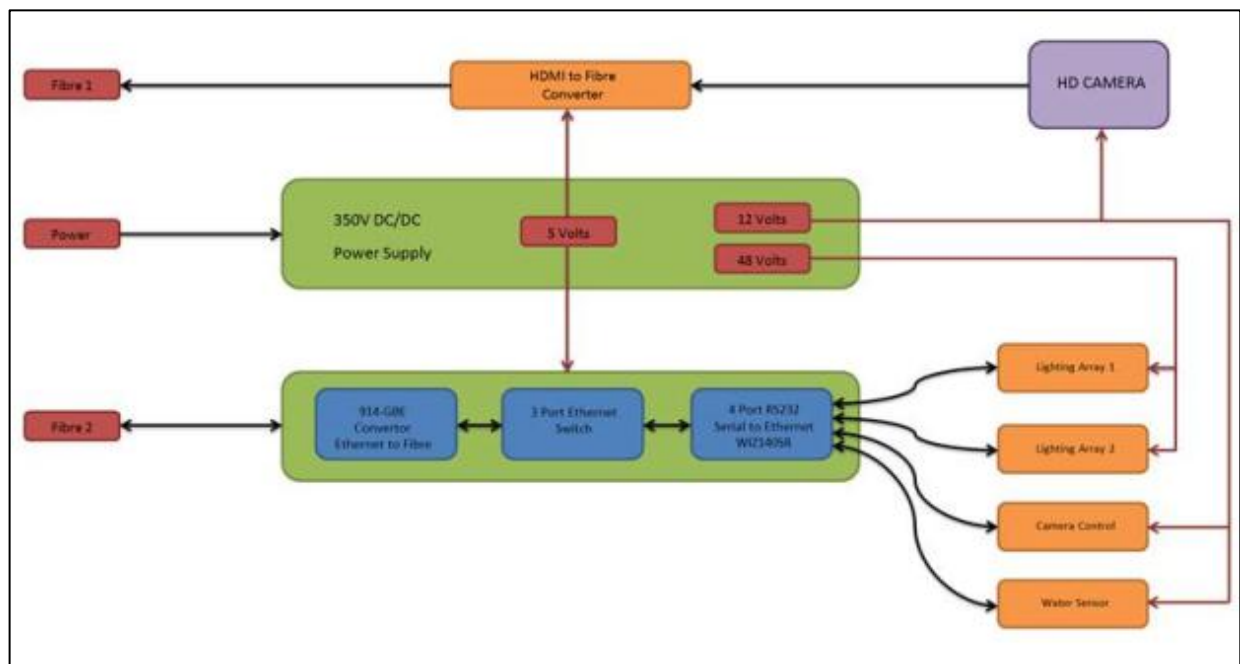 Fibre 1
HDMI to Fibre
Converter
HD CAMERA
Power
350V DC/DC
Power Supply
5 Volts
12 Volts
48 Volts
Fibre 2
914-GBE
Convertor
Ethernet to Fibre
3 Port Ethernet
Switch
4 Port RS232
Serial to Ethernet
WIZ140SR
Lighting Array 1
Lighting Array 2
Camera Control
Water Sensor